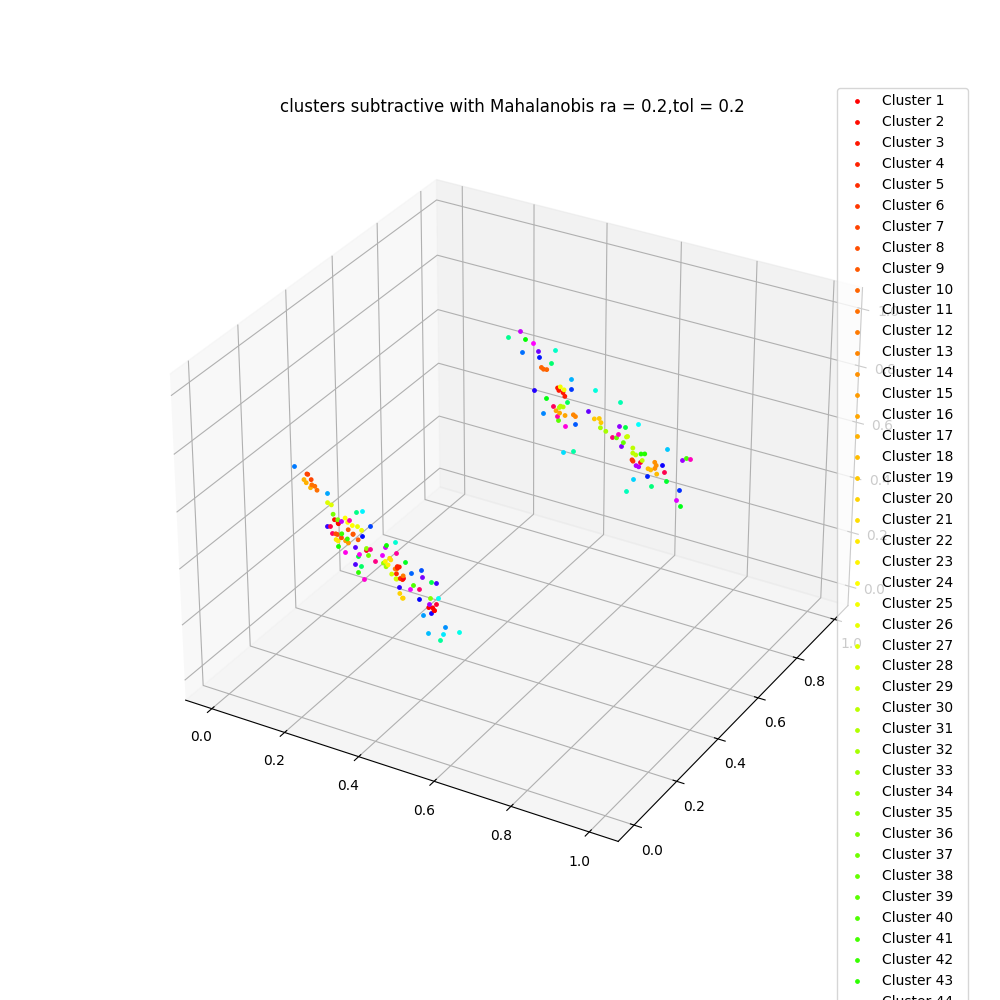 clusters subtractive with Mahalanobis ra = 0.2,tol = 0.2
Cluster 1
Cluster 2
Cluster 3
Cluster 4
Cluster 5
Cluster 6
Cluster 7
Cluster 8
Cluster 9
Cluster 10
Cluster 11
Cluster 12
Cluster 13
Cluster 14
Cluster 15
Cluster 16
Cluster 17
Cluster 18
Cluster 19
Cluster 20
Cluster 21
Cluster 22
Cluster 23
Cluster 24
Cluster 25
Cluster 26
Cluster 27
Cluster 28
Cluster 29
Cluster 30
Cluster 31
Cluster 32
Cluster 33
Cluster 34
Cluster 35
Cluster 36
Cluster 37
Cluster 38
Cluster 39
Cluster 40
Cluster 41
Cluster 42
Cluster 43
Cluster 44
0.0
0.2
0.4
0.6
0.8
1.0
0.0
0.2
0.4
0.6
0.8
1.0
0.0
0.6